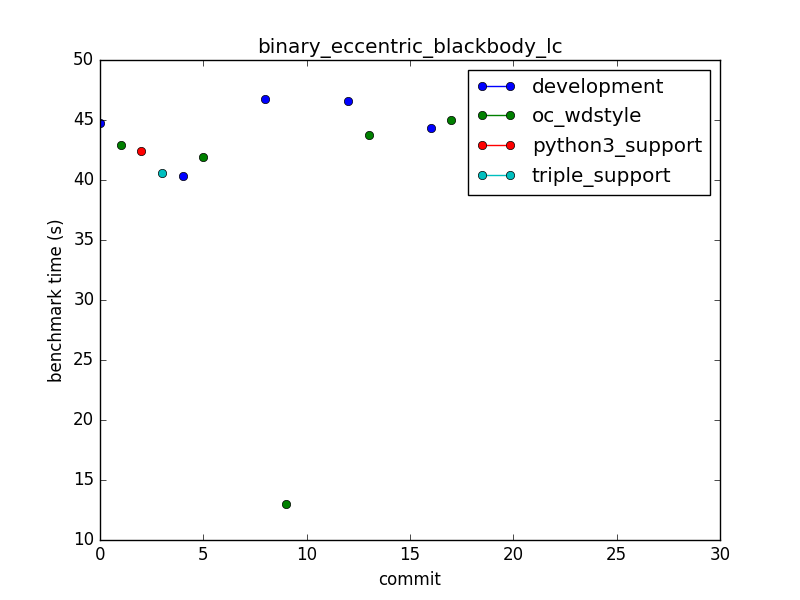 binary_eccentric_blackbody_lc
development
oc_wdstyle
python3_support
triple_support
benchmark time (s)
50
45
40
35
30
25
20
15
10
0 5 10 15 20 25 30
commit